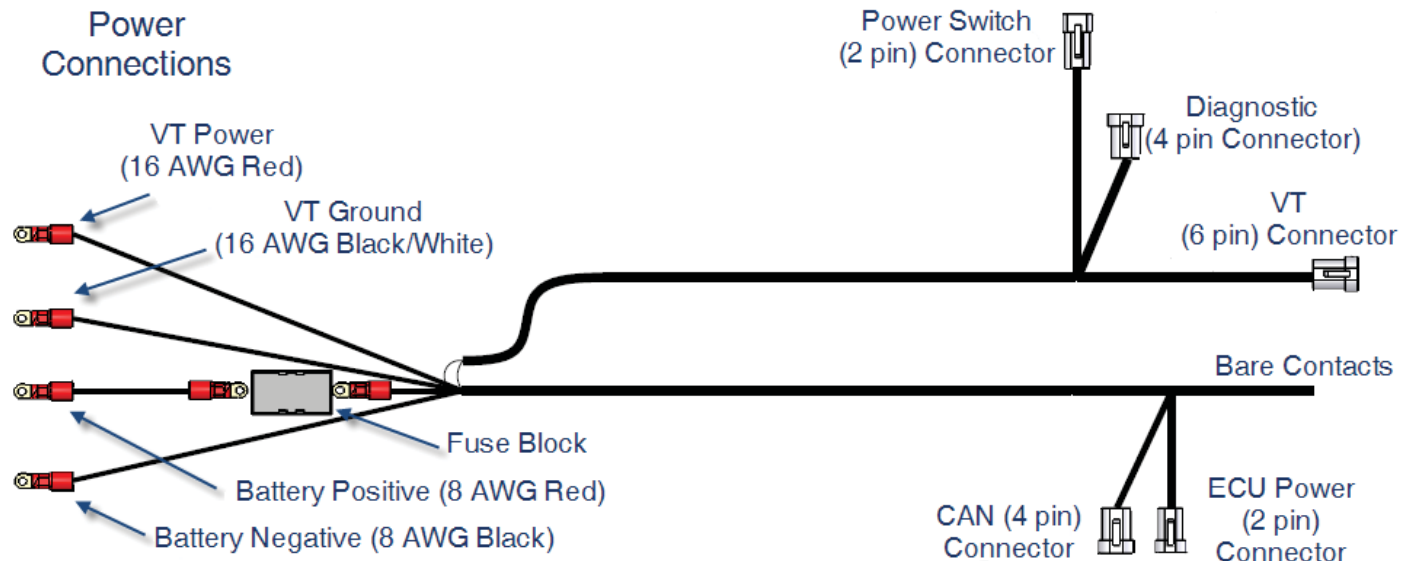 Power
Connections
VT Power
(16 AWG Red)
VT Ground
(16 AWG Black/White)
Fuse Block
Battery Positive (8 AWG Red)
Battery Negative (8 AWG Black)
Power Switch
(2 pin) Connector
Diagnostic
(4 pin Connector)
VT
(6 pin) Connector
Bare Contacts
CAN (4 pin)
Connector
ECU Power
(2 pin)
Connector